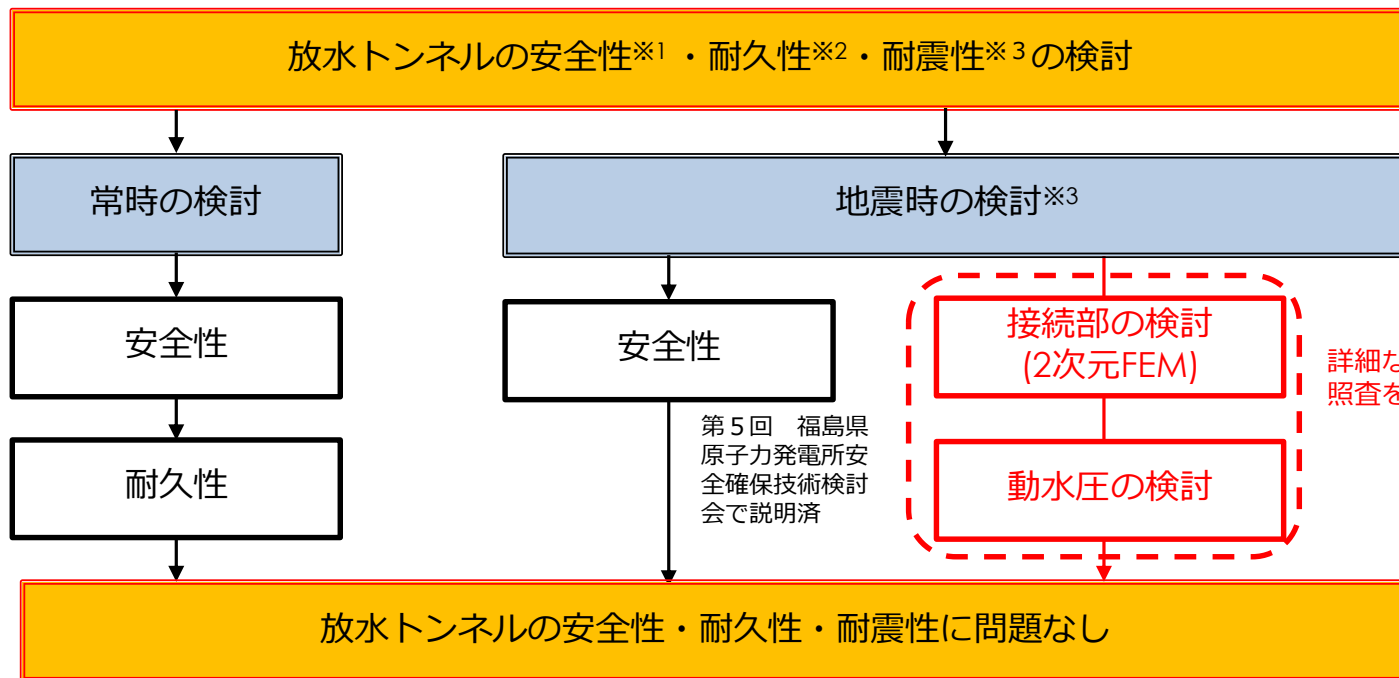 放水トンネルの安全性※1・耐久性※2・耐震性※3の検討
常時の検討
地震時の検討※3
安全性
安全性
接続部の検討
(2次元FEM)
詳細な
照査を
第5回 福島県
原子力発電所安
全確保技術検討
会で説明済
耐久性
動水圧の検討
放水トンネルの安全性・耐久性・耐震性に問題なし